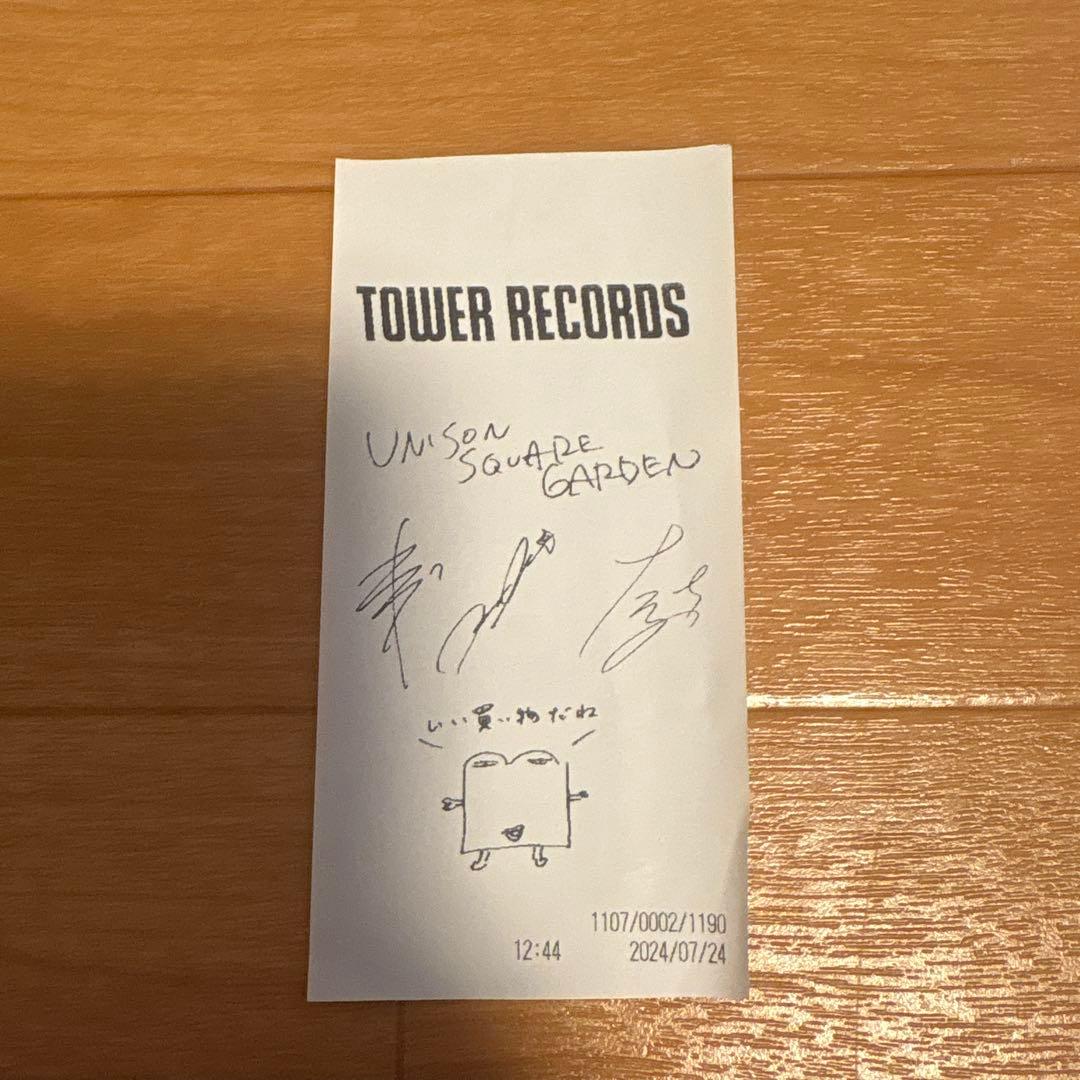 TOWER RECORDS
UNISON
SQUARE
GARDEN
いい買い物だね
1107/0002/1190
12:44 2024/07/24